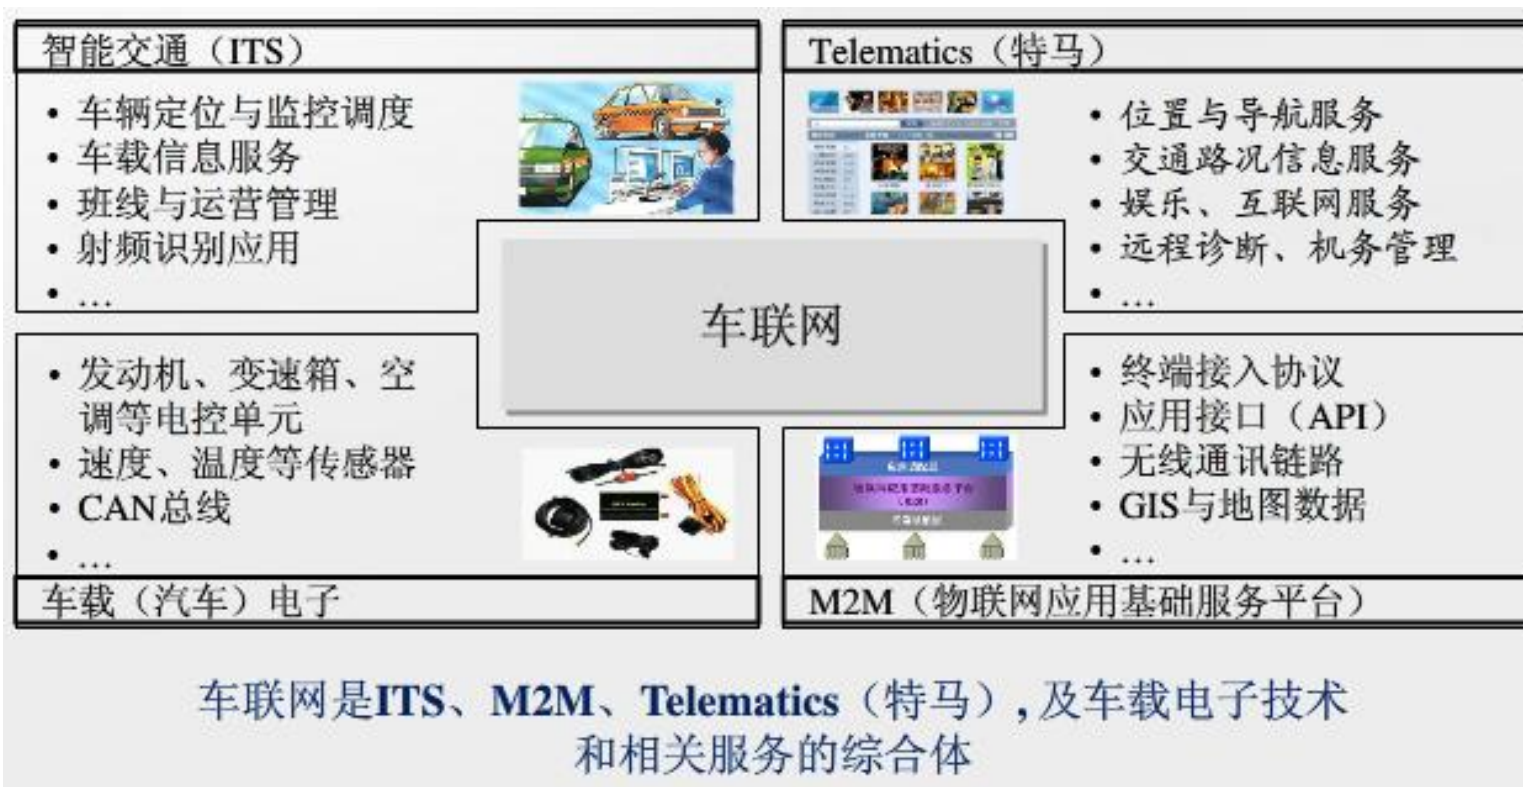 智能交通（ITS）
• 车辆定位与监控调度
• 车载信息服务
• 班线与运营管理
• 射频识别应用
• …
Telematics（特马）
• 位置与导航服务
• 交通路况信息服务
• 娱乐、互联网服务
• 远程诊断、机务管理
• …
车联网
• 发动机、变速箱、空
调等电控单元
• 速度、温度等传感器
• CAN总线
• …
车载（汽车）电子
• 终端接入协议
• 应用接口（API）
• 无线通讯链路
• GIS与地图数据
• …
M2M（物联网应用基础服务平台）
车联网是ITS、M2M、Telematics（特马）,及车载电子技术
和相关服务的综合体